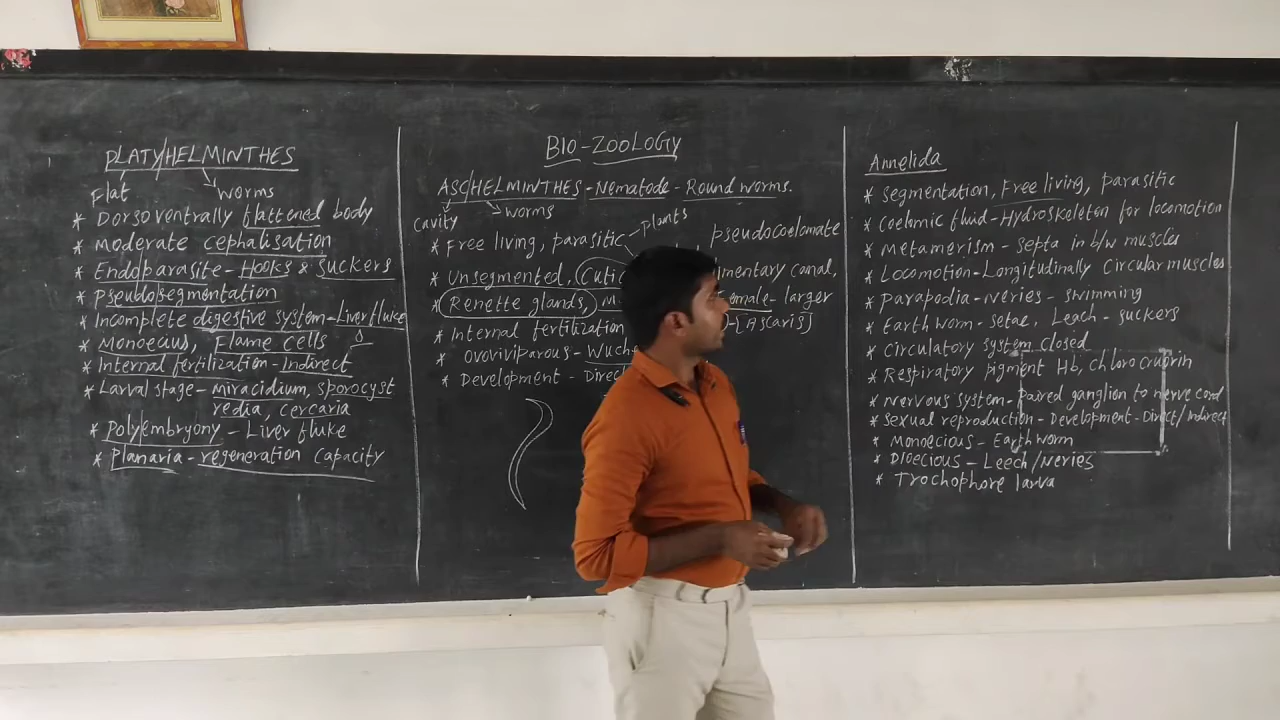 BIO-ZOOLOGY
PLATYHELMINTHES
Flat worms
* Dorsoventrally flattened body
* Moderate cephalisation
* Endoparasite - Hooks & Suckers
* Pseudosegmentation
* Incomplete digestive system - Liver fluke
* Monoecius, Flame cells
* Internal fertilization - Indirect
* Larval stage - miracidium, sporocyst
redia, cercaria
* Polyembryony - Liver fluke
* Planaria - regeneration capacity
ASCHELMINTHES - Nematode - Round worms.
cavity worms
* Free living, parasitic - plants pseudocoelomate
* Unsegmented, canal,
* Renette glands, Female - larger
* Internal fertilization [Ascaris]
* Ovoviviparous -
* Development -
Annelida
* Segmentation, Free living, parasitic
* Coelomic fluid - Hydroskeleton for locomotion
* Metamerism - Septa in b/w muscles
* Locomotion - Longitudinally Circular muscles
* Parapodia - Neries - swimming
* Earthworm - Setae, Leach - suckers
* Circulatory system closed
* Respiratory pigment Hb, chlorocruorin
* Nervous system - paired ganglion to nerve cord
* Sexual reproduction - Development - Direct/Indirect
* Monoecious - Earthworm
* Dioecious - Leech/Neries
* Trochophore larva